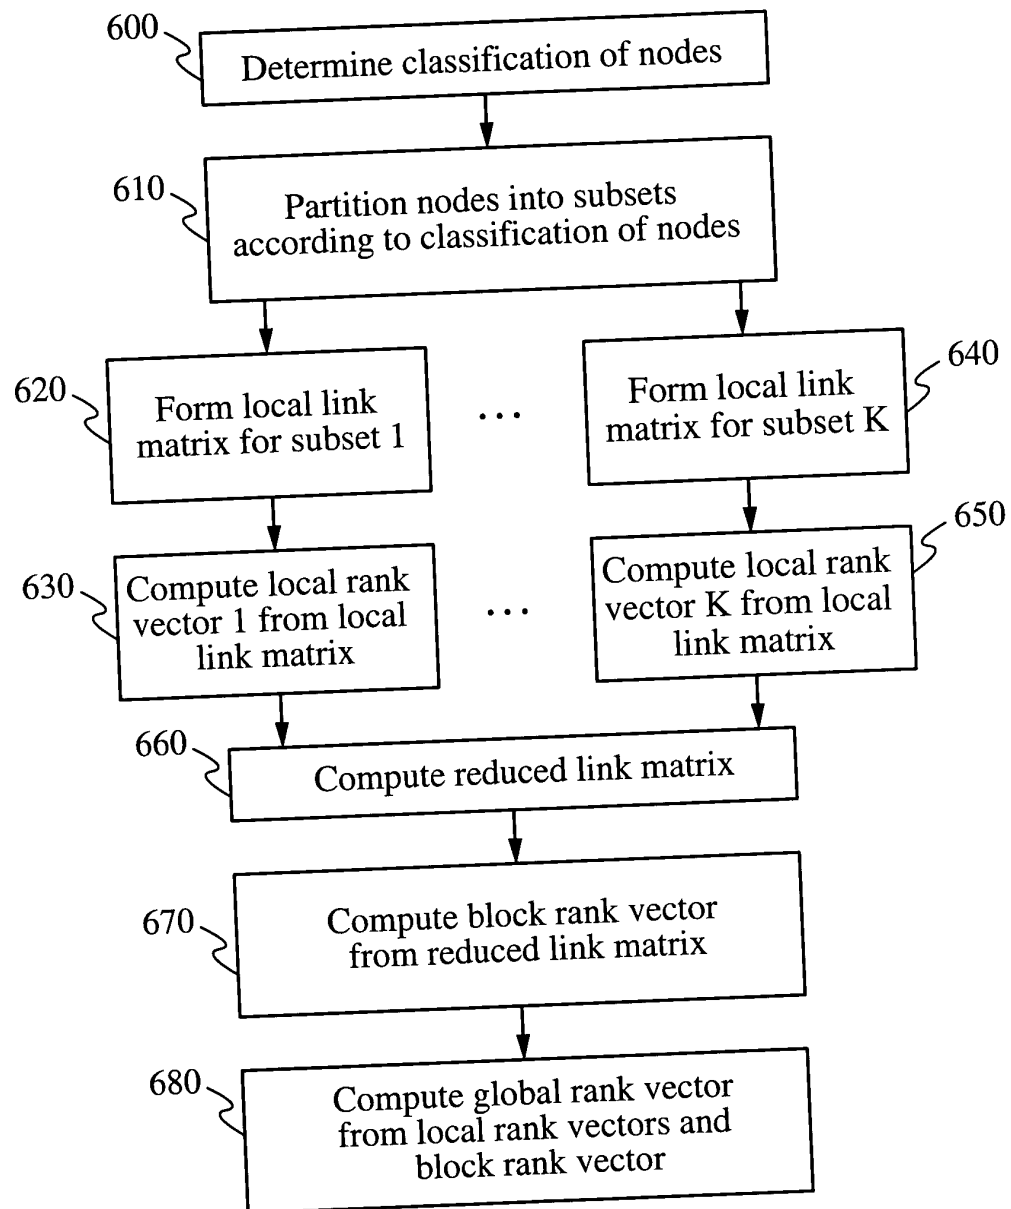 600
Determine classification of nodes
610
Partition nodes into subsets
according to classification of nodes
620
Form local link
matrix for subset 1
...
Form local link
matrix for subset K
640
630
Compute local rank
vector 1 from local
link matrix
...
Compute local rank
vector K from local
link matrix
650
660
Compute reduced link matrix
670
Compute block rank vector
from reduced link matrix
680
Compute global rank vector
from local rank vectors and
block rank vector